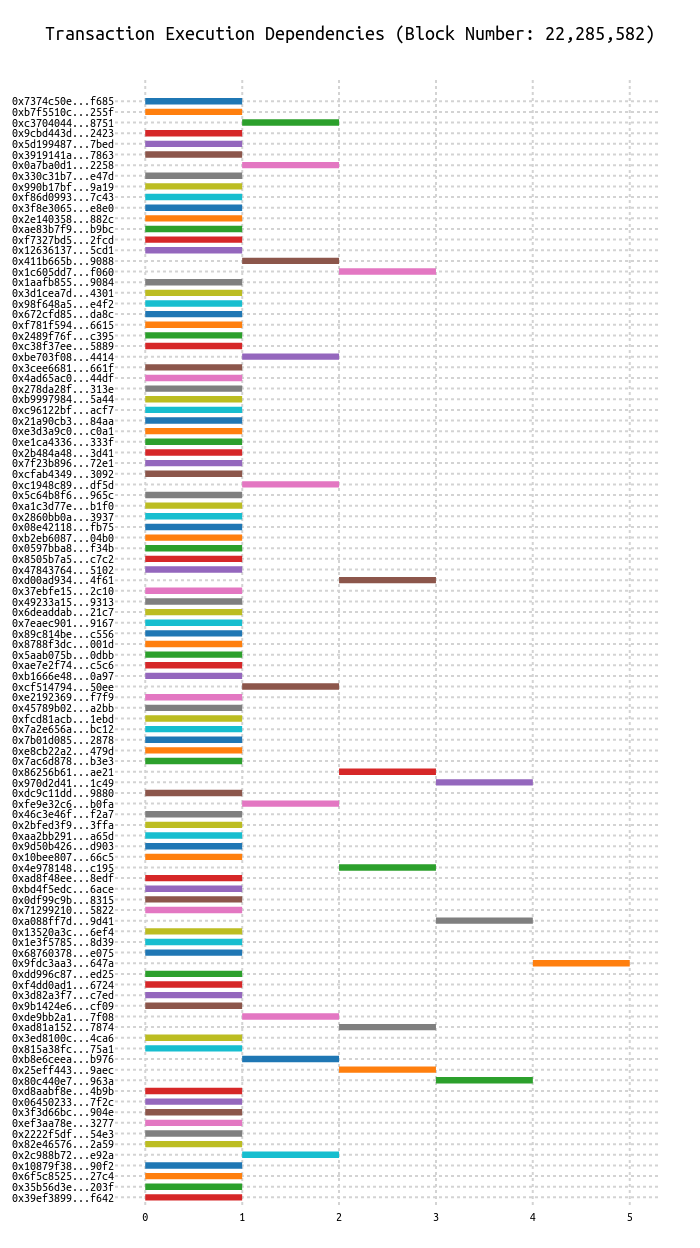 Transaction Execution Dependencies (Block Number: 22,285,582)
0x7374c50e...f685
0xb7f5510c...255f
0xc3704044...8751
0x9cbd443d...2423
0x5d199487...7bed
0x3919141a...7863
0x0a7ba0d1...2258
0x330c31b7...e47d
0x990b17bf...9a19
0xf86d0993...7c43
0x3f8e3065...e8e0
0x2e140358...882c
0xae83b7f9...b9bc
0xf7327bd5...2fcd
0x12636137...5cd1
0x411b665b...9088
0x1c605dd7...f060
0x1aafb855...9084
0x3d1cea7d...4301
0x98f648a5...e4f2
0x672cfd85...da8c
0xf781f594...6615
0x2489f76f...c395
0xc38f37ee...5889
0xbe703f08...4414
0x3cee6681...661f
0x4ad65ac0...44df
0x278da28f...313e
0xb9997984...5a44
0xc96122bf...acf7
0x21a90cb3...84aa
0xe3d3a9c0...c0a1
0xe1ca4336...333f
0x2b484a48...3d41
0x7f23b896...72e1
0xcfab4349...3092
0xc1948c89...df5d
0x5c64b8f6...965c
0xa1c3d77e...b1f0
0x2860bb0a...3937
0x08e42118...fb75
0xb2eb6087...04b0
0x0597bba8...f34b
0x8505b7a5...c7c2
0x47843764...5102
0xd00ad934...4f61
0x37ebfe15...2c10
0x49233a15...9313
0x6deaddab...21c7
0x7eaec901...9167
0x89c814be...c556
0x8788f3dc...001d
0x5aab075b...0dbb
0xae7e2f74...c5c6
0xb1666e48...0a97
0xcf514794...50ee
0xe2192369...f7f9
0x45789b02...a2bb
0xfcd81acb...1ebd
0x7a2e656a...bc12
0x7b01d085...2878
0xe8cb22a2...479d
0x7ac6d878...b3e3
0x86256b61...ae21
0x970d2d41...1c49
0xdc9c11dd...9880
0xfe9e32c6...b0fa
0x46c3e46f...f2a7
0x2bfed3f9...3ffa
0xaa2bb291...a65d
0x9d50b426...d903
0x10bee807...66c5
0x4e978148...c195
0xad8f48ee...8edf
0xbd4f5edc...6ace
0x0df99c9b...8315
0x71299210...5822
0xa088ff7d...9d41
0x13520a3c...6ef4
0x1e3f5785...8d39
0x68760378...e075
0x9fdc3aa3...647a
0xdd996c87...ed25
0xf4dd0ad1...6724
0x3d82a3f7...c7ed
0x9b1424e6...cf09
0xde9bb2a1...7f08
0xad81a152...7874
0x3ed8100c...4ca6
0x815a38fc...75a1
0xb8e6ceea...b976
0x25eff443...9aec
0x80c440e7...963a
0xd8aabf8e...4b9b
0x06450233...7f2c
0x3f3d66bc...904e
0xef3aa78e...3277
0x2222f5df...54e3
0x82e46576...2a59
0x2c988b72...e92a
0x10879f38...90f2
0x6f5c8525...27c4
0x35b56d3e...203f
0x39ef3899...f642
0 1 2 3 4 5